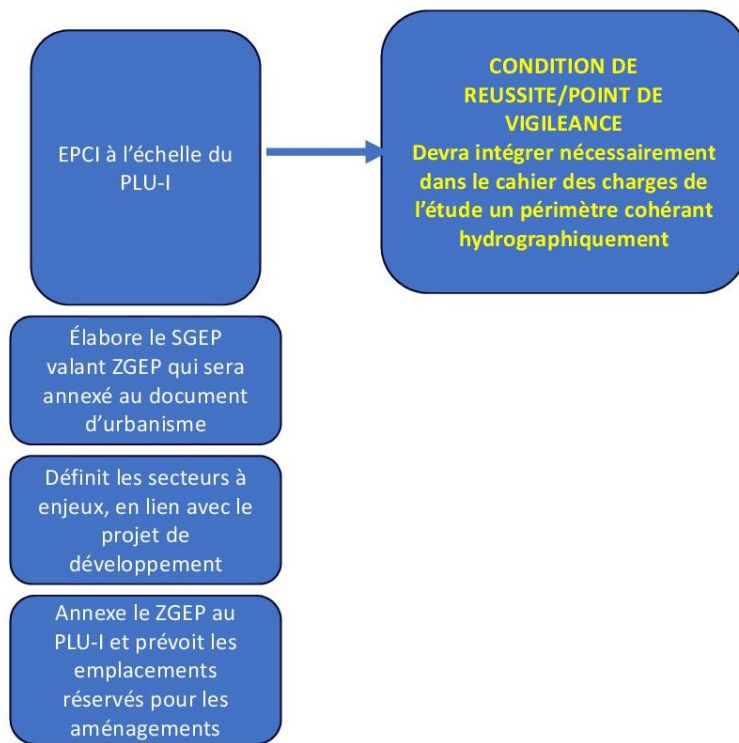 EPCI à l'échelle du
PLU-I
CONDITION DE
REUSSITE/POINT DE
VIGILEANCE
Devra intégrer nécessairement
dans le cahier des charges de
l'étude un périmètre cohérant
hydrographiquement
Élabore le SGEP
valant ZGEP qui sera
annexé au document
d'urbanisme
Définit les secteurs à
enjeux, en lien avec le
projet de
développement
Annexe le ZGEP au
PLU-I et prévoit les
emplacements
réservés pour les
aménagements